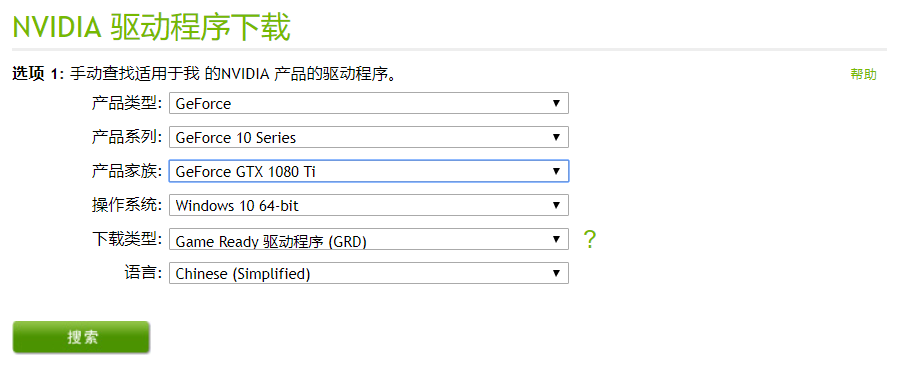 NVIDIA 驱动程序下载
选项 1: 手动查找适用于我 的NVIDIA 产品的驱动程序。 帮助
产品类型: GeForce
产品系列: GeForce 10 Series
产品家族: GeForce GTX 1080 Ti
操作系统: Windows 10 64-bit
下载类型: Game Ready 驱动程序 (GRD) ?
语言: Chinese (Simplified)
搜索